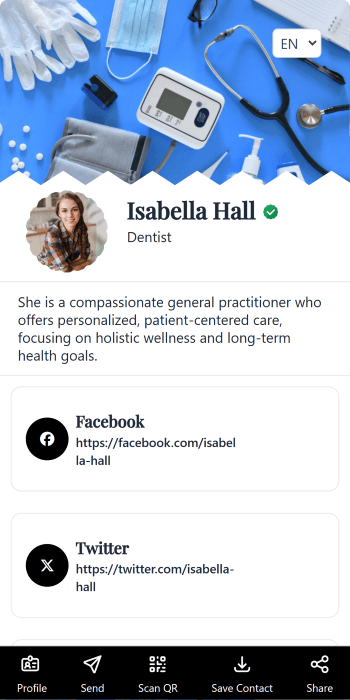 EN
Isabella Hall
Dentist
She is a compassionate general practitioner who
offers personalized, patient-centered care,
focusing on holistic wellness and long-term
health goals.
Facebook
https://facebook.com/isabel
la-hall
Twitter
https://twitter.com/isabella-
hall
Profile
Send
Scan QR
Save Contact
Share